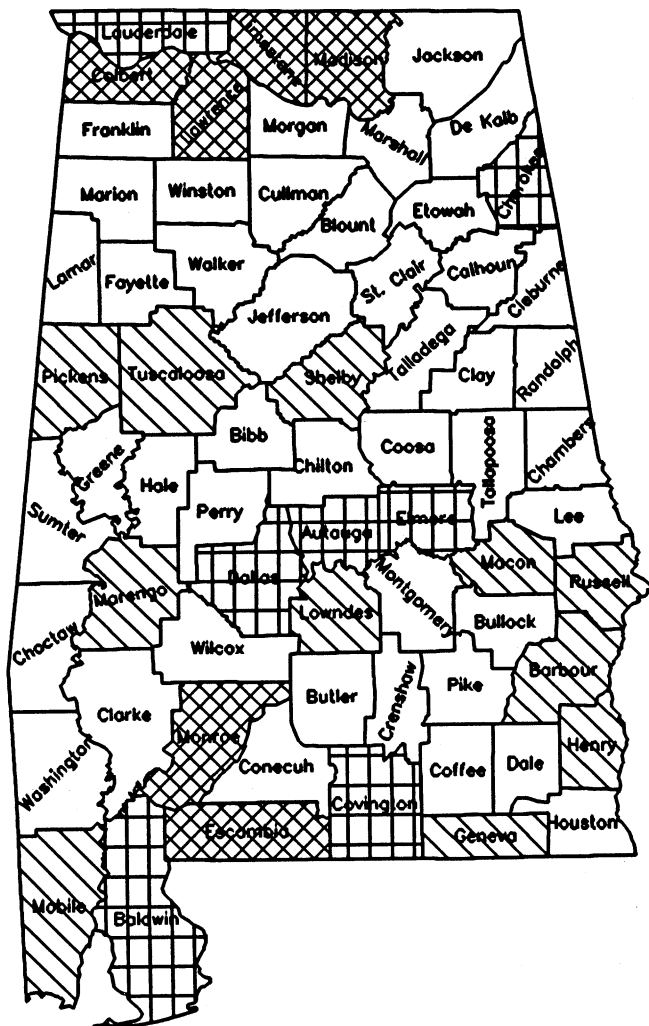 Lauderdale
Limestone
Madison
Jackson
Colbert
Lawrence
Franklin
Morgan
Marshall
De Kalb
Cherokee
Marion
Winston
Cullman
Blount
Etowah
Lamar
Fayette
Walker
Jefferson
St. Clair
Calhoun
Cleburne
Pickens
Tuscaloosa
Shelby
Talladega
Clay
Randolph
Greene
Hale
Bibb
Chilton
Coosa
Tallapoosa
Chambers
Sumter
Perry
Autauga
Elmore
Lee
Marengo
Dallas
Lowndes
Montgomery
Macon
Russell
Choctaw
Wilcox
Bullock
Barbour
Clarke
Butler
Crenshaw
Pike
Washington
Monroe
Conecuh
Covington
Coffee
Dale
Henry
Escambia
Geneva
Houston
Mobile
Baldwin